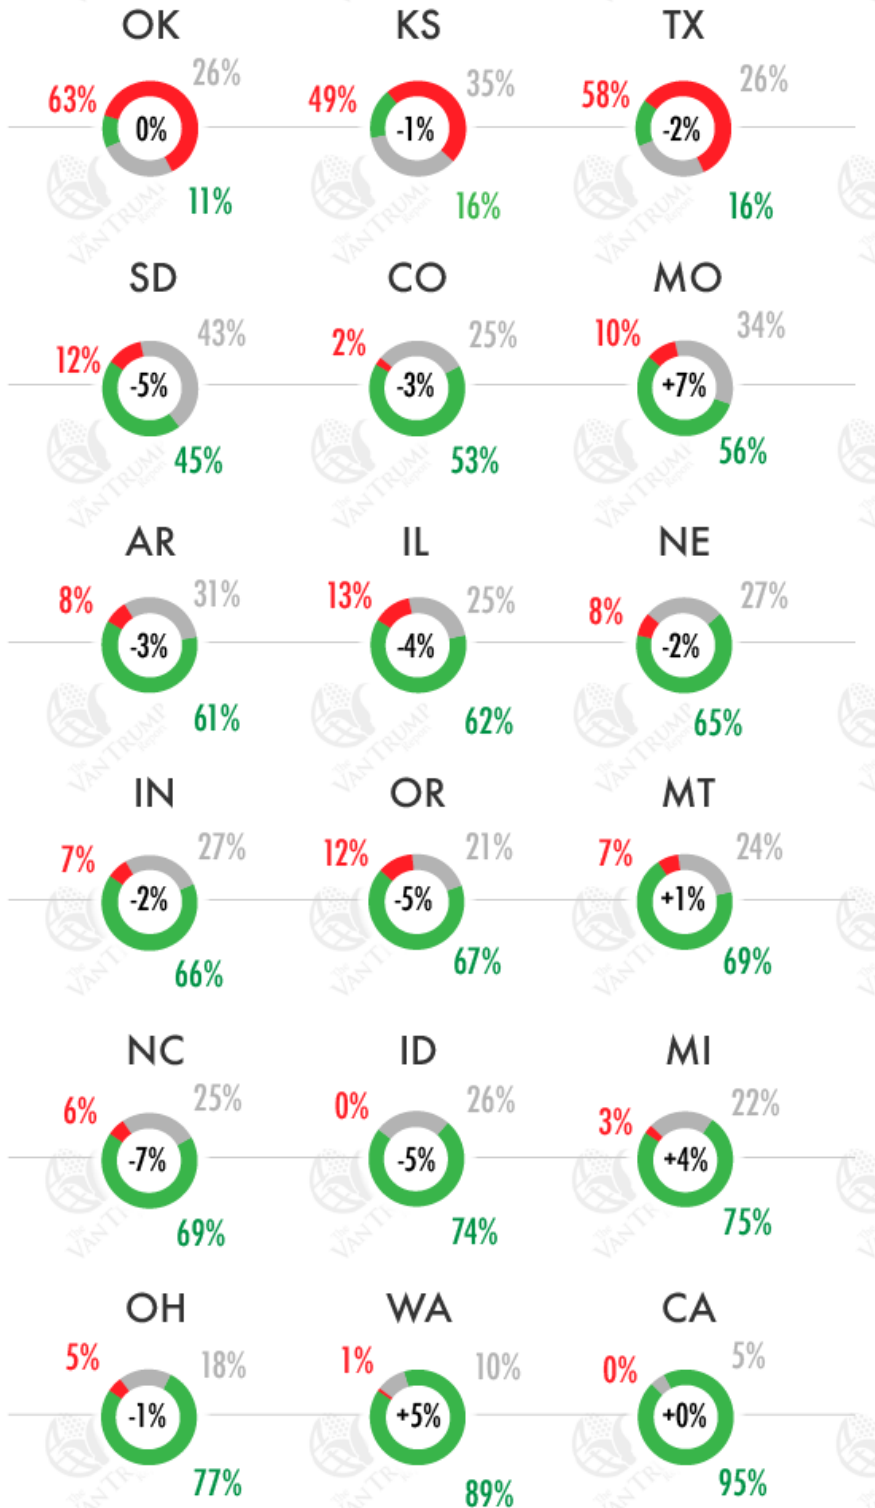 OK KS TX
63% 26% 49% 35% 58% 26%
0% -1% -2%
11% 16% 16%
SD CO MO
12% 43% 2% 25% 10% 34%
-5% -3% +7%
45% 53% 56%
AR IL NE
8% 31% 13% 25% 8% 27%
-3% -4% -2%
61% 62% 65%
IN OR MT
7% 27% 12% 21% 7% 24%
-2% -5% +1%
66% 67% 69%
NC ID MI
6% 25% 0% 26% 3% 22%
-7% -5% +4%
69% 74% 75%
OH WA CA
5% 18% 1% 10% 0% 5%
-1% +5% +0%
77% 89% 95%
The
VAN TRUMP
Report